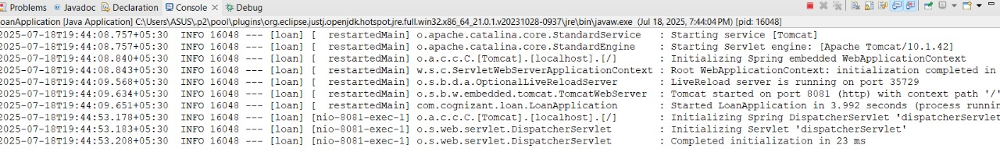 Problems Javadoc Declaration Console × Debug
oanApplication [Java Application] C:\Users\ASUS\.p2\pool\plugins\org.eclipse.justj.openjdk.hotspot.jre.full.win32.x86_64_21.0.1.v20231028-0937\jre\bin\javaw.exe (Jul 18, 2025, 7:44:04 PM) [pid: 16048]
2025-07-18T19:44:08.757+05:30 INFO 16048 --- [loan] [ restartedMain] o.apache.catalina.core.StandardService : Starting service [Tomcat]
2025-07-18T19:44:08.757+05:30 INFO 16048 --- [loan] [ restartedMain] o.apache.catalina.core.StandardEngine : Starting Servlet engine: [Apache Tomcat/10.1.42]
2025-07-18T19:44:08.840+05:30 INFO 16048 --- [loan] [ restartedMain] o.a.c.c.C.[Tomcat].[localhost].[/] : Initializing Spring embedded WebApplicationContext
2025-07-18T19:44:08.843+05:30 INFO 16048 --- [loan] [ restartedMain] w.s.c.ServletWebServerApplicationContext : Root WebApplicationContext: initialization completed in
2025-07-18T19:44:09.568+05:30 INFO 16048 --- [loan] [ restartedMain] o.s.b.d.a.OptionalLiveReloadServer : LiveReload server is running on port 35729
2025-07-18T19:44:09.634+05:30 INFO 16048 --- [loan] [ restartedMain] o.s.b.w.embedded.tomcat.TomcatWebServer : Tomcat started on port 8081 (http) with context path '/'
2025-07-18T19:44:09.651+05:30 INFO 16048 --- [loan] [ restartedMain] com.cognizant.loan.LoanApplication : Started LoanApplication in 3.992 seconds (process runnin
2025-07-18T19:44:53.178+05:30 INFO 16048 --- [loan] [nio-8081-exec-1] o.a.c.c.C.[Tomcat].[localhost].[/] : Initializing Spring DispatcherServlet 'dispatcherServlet
2025-07-18T19:44:53.183+05:30 INFO 16048 --- [loan] [nio-8081-exec-1] o.s.web.servlet.DispatcherServlet : Initializing Servlet 'dispatcherServlet'
2025-07-18T19:44:53.208+05:30 INFO 16048 --- [loan] [nio-8081-exec-1] o.s.web.servlet.DispatcherServlet : Completed initialization in 23 ms